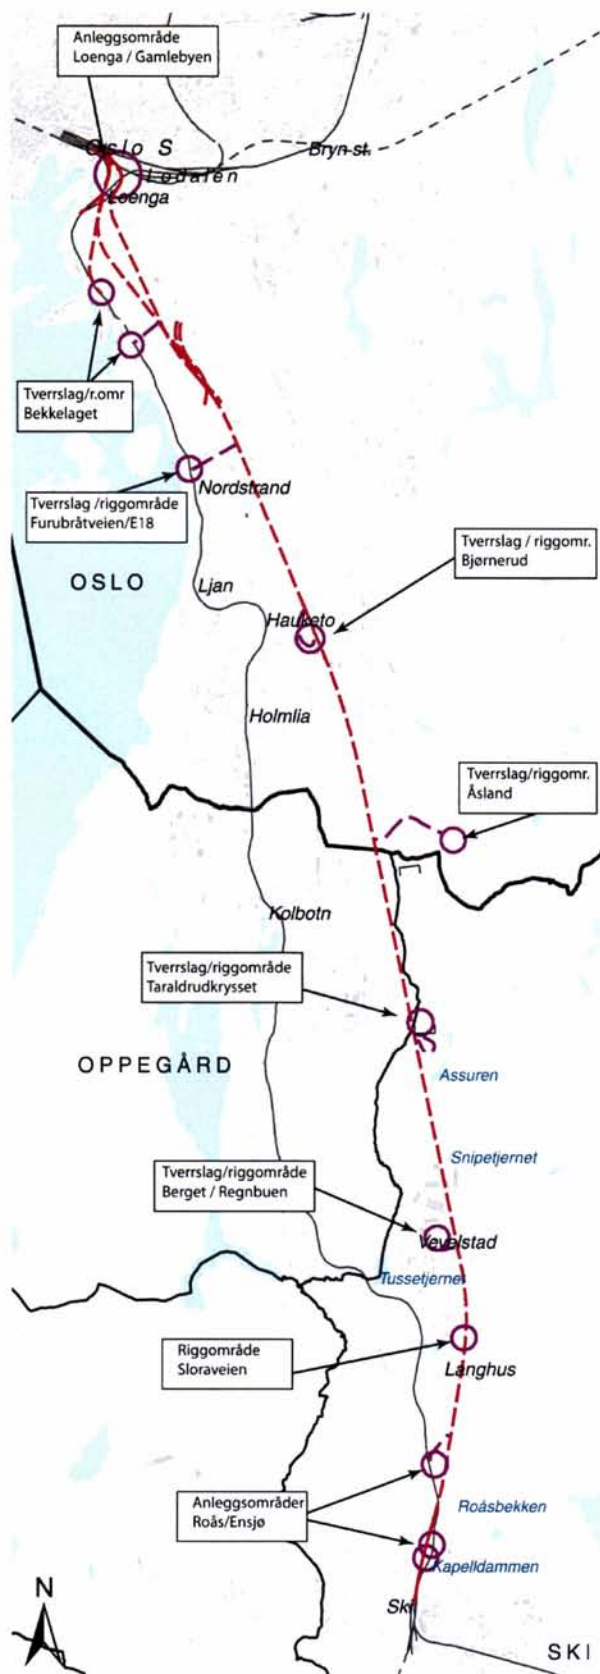 Anleggsområde
Loenga / Gamlebyen
Oslo S
Bryn st.
Lodalen
Loenga
Tverrslag/r.omr
Bekkelaget
Nordstrand
Tverrslag /riggområde
Furubråtveien/E18
Tverrslag / riggomr.
Bjørnerud
OSLO
Ljan
Hauketo
Holmlia
Tverrslag/riggomr.
Åsland
Kolbotn
Tverrslag/riggområde
Taraldrudkrysset
OPPEGÅRD
Assuren
Snipetjernet
Tverrslag/riggområde
Berget / Regnbuen
Vevelstad
Tussetjernet
Riggområde
Sloraveien
Langhus
Anleggsområder
Roås/Ensjø
Roåsbekken
Kapelldammen
N
Ski
SKI